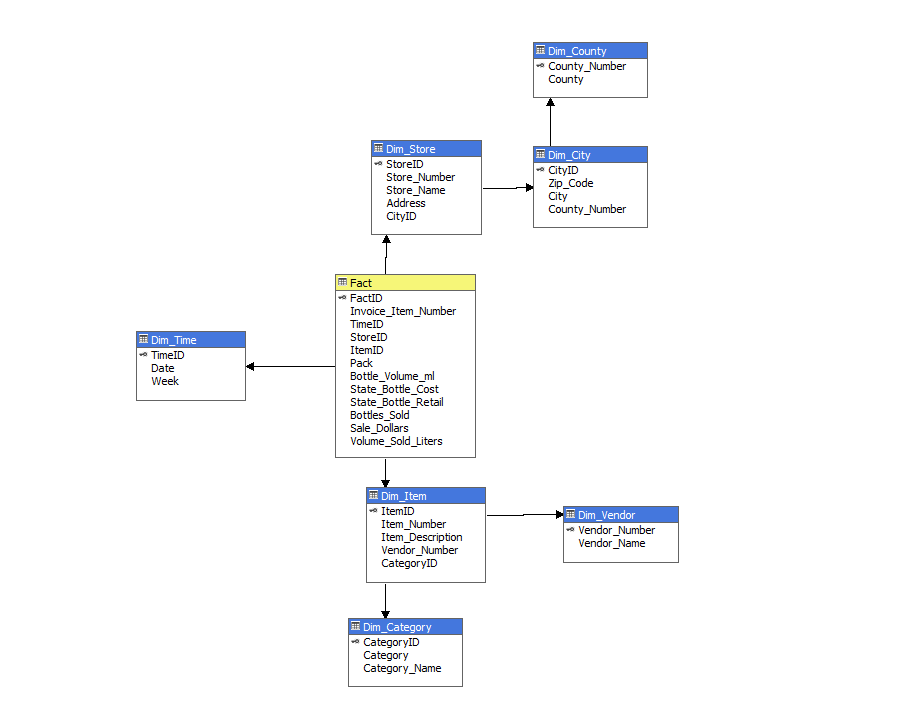 Dim_County
County_Number
County
Dim_Store
StoreID
Store_Number
Store_Name
Address
CityID
Dim_City
CityID
Zip_Code
City
County_Number
Fact
FactID
Invoice_Item_Number
TimeID
StoreID
ItemID
Pack
Bottle_Volume_ml
State_Bottle_Cost
State_Bottle_Retail
Bottles_Sold
Sale_Dollars
Volume_Sold_Liters
Dim_Time
TimeID
Date
Week
Dim_Item
ItemID
Item_Number
Item_Description
Vendor_Number
CategoryID
Dim_Vendor
Vendor_Number
Vendor_Name
Dim_Category
CategoryID
Category
Category_Name